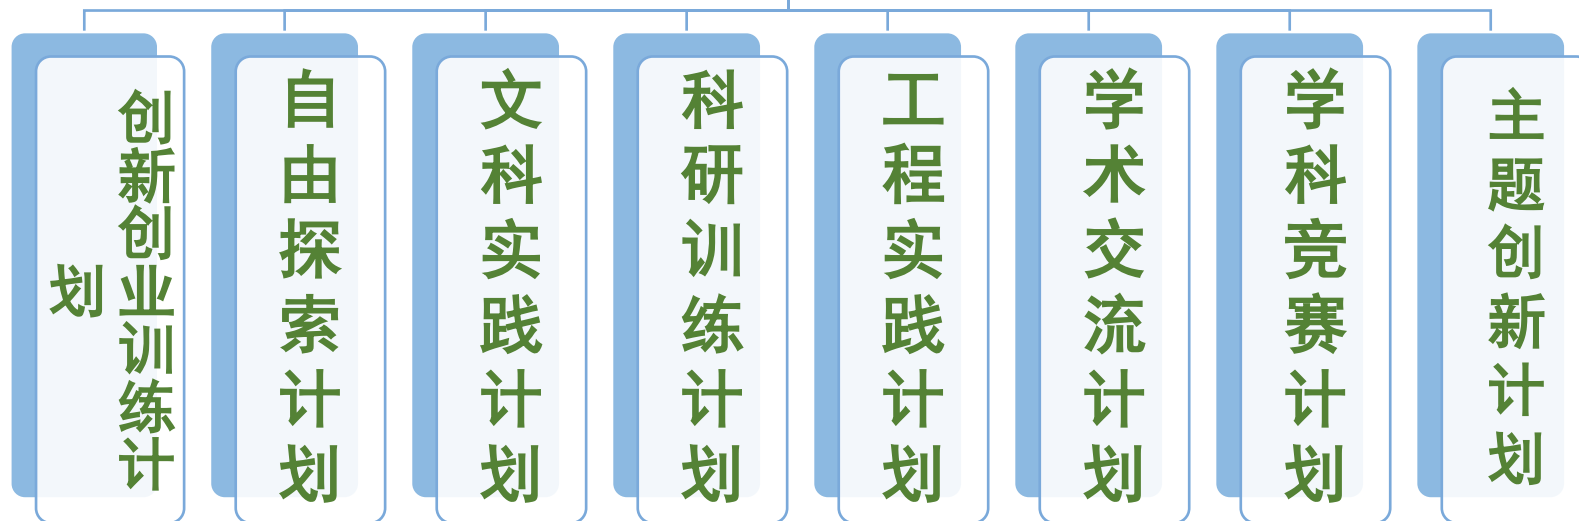 创新创业训练计
划
自由探索计划
文科实践计划
科研训练计划
工程实践计划
学术交流计划
学科竞赛计划
主题创新计划